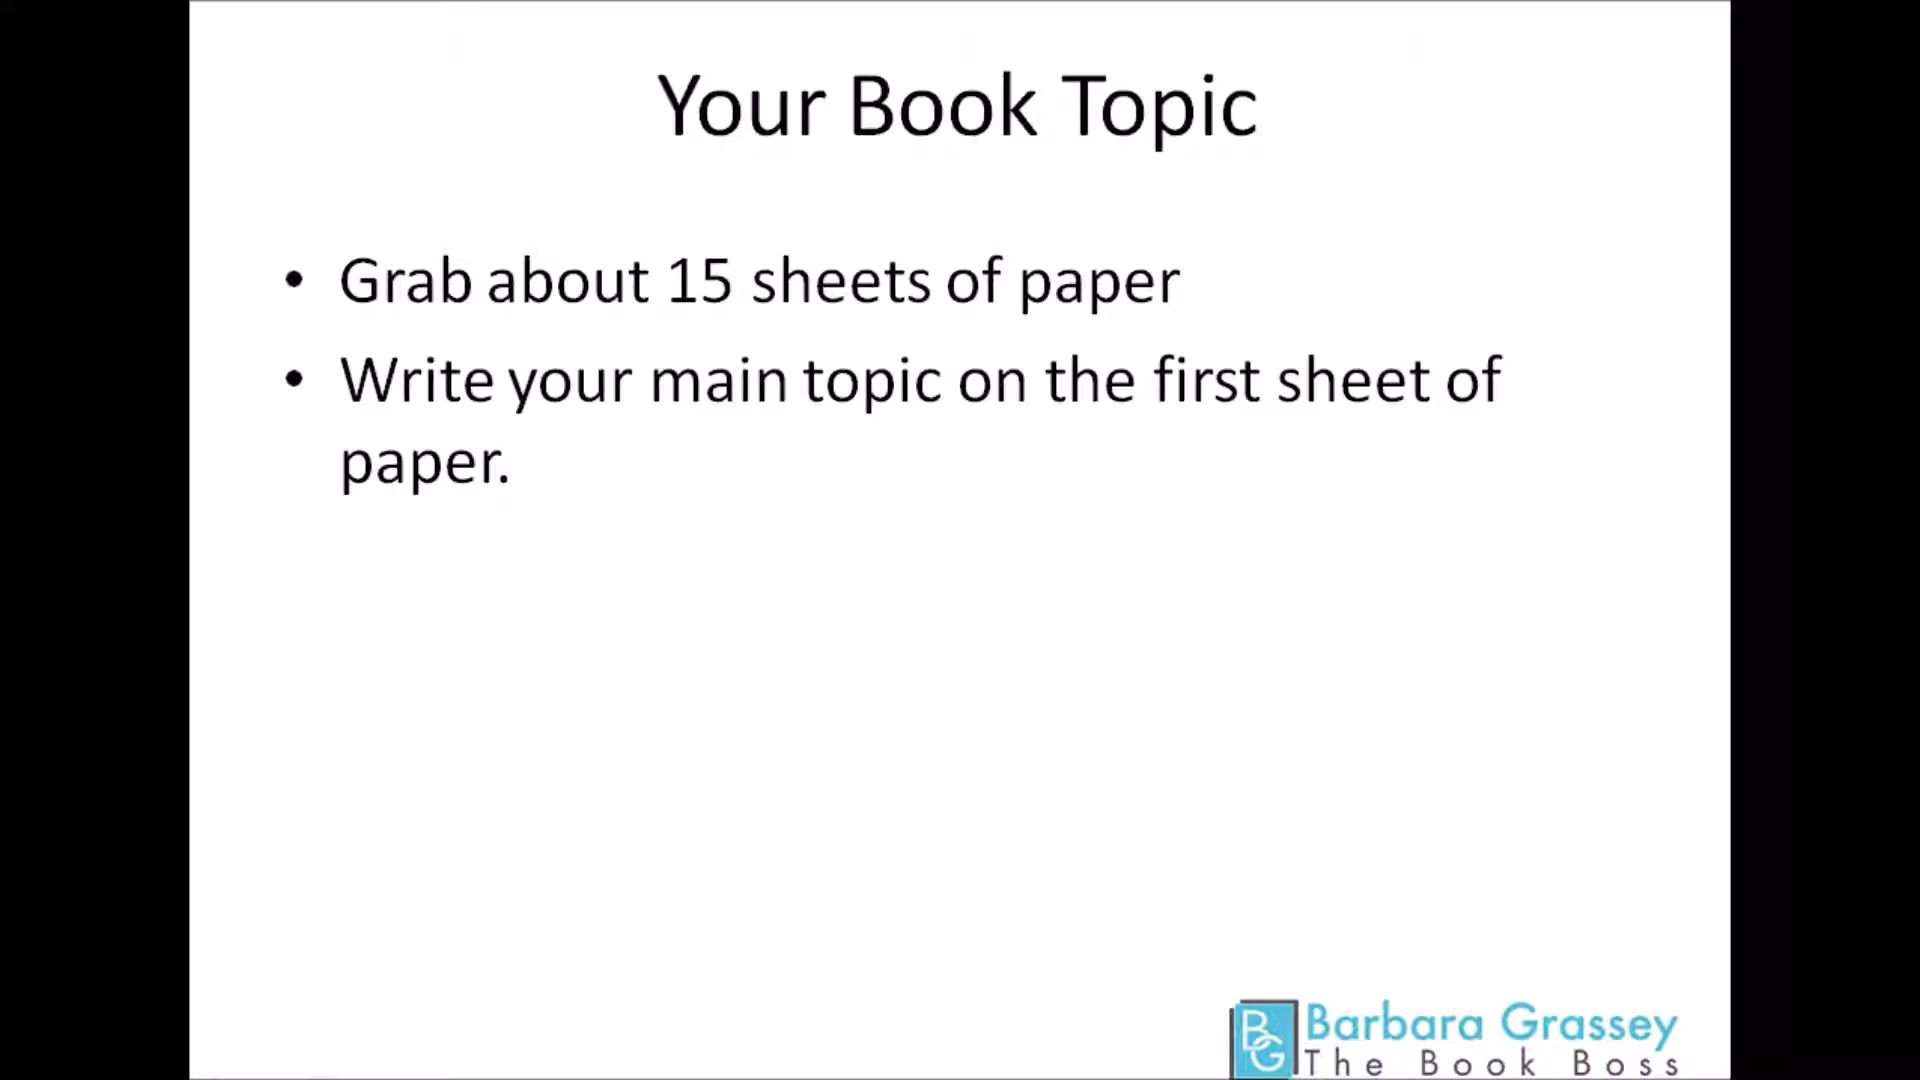 Your Book Topic
• Grab about 15 sheets of paper
• Write your main topic on the first sheet of
paper.
BG Barbara Grassey
The Book Boss